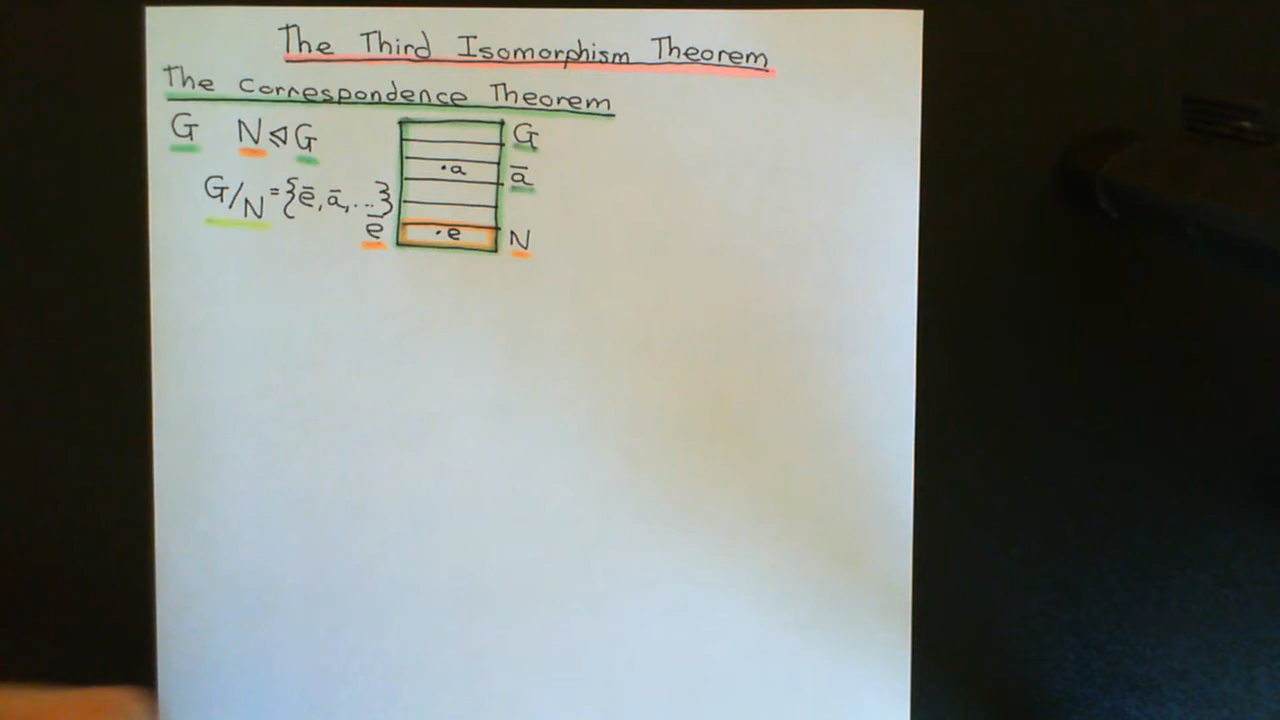 The Third Isomorphism Theorem
The Correspondence Theorem
G N ⊲ G
G
·a
ā
G/N = {ē, ā, ...}
ē
·e
N